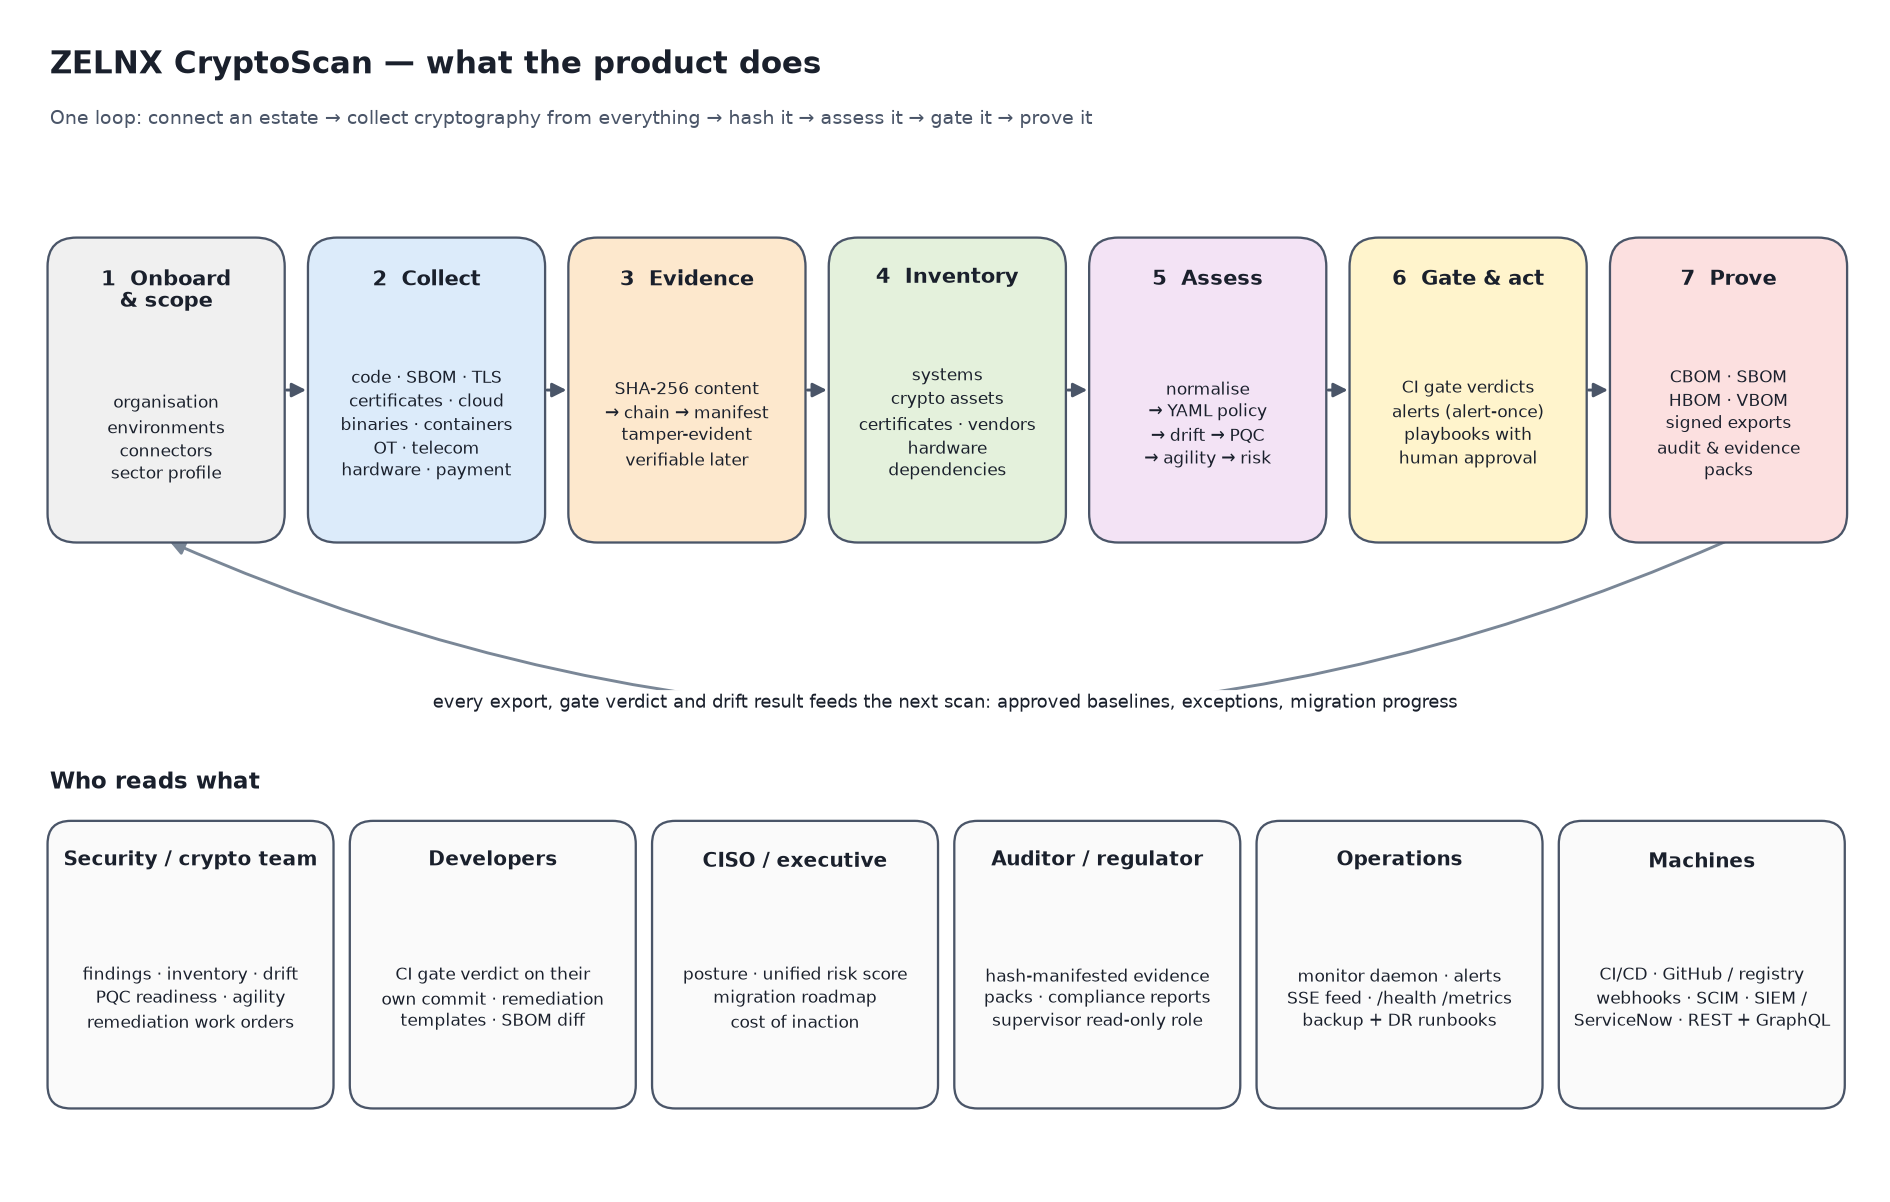 ZELNX CryptoScan — what the product does
One loop: connect an estate → collect cryptography from everything → hash it → assess it → gate it → prove it
1 Onboard
& scope
organisation
environments
connectors
sector profile
2 Collect
code · SBOM · TLS
certificates · cloud
binaries · containers
OT · telecom
hardware · payment
3 Evidence
SHA-256 content
→ chain → manifest
tamper-evident
verifiable later
4 Inventory
systems
crypto assets
certificates · vendors
hardware
dependencies
5 Assess
normalise
→ YAML policy
→ drift → PQC
→ agility → risk
6 Gate & act
CI gate verdicts
alerts (alert-once)
playbooks with
human approval
7 Prove
CBOM · SBOM
HBOM · VBOM
signed exports
audit & evidence
packs
every export, gate verdict and drift result feeds the next scan: approved baselines, exceptions, migration progress
Who reads what
Security / crypto team
findings · inventory · drift
PQC readiness · agility
remediation work orders
Developers
CI gate verdict on their
own commit · remediation
templates · SBOM diff
CISO / executive
posture · unified risk score
migration roadmap
cost of inaction
Auditor / regulator
hash-manifested evidence
packs · compliance reports
supervisor read-only role
Operations
monitor daemon · alerts
SSE feed · /health /metrics
backup + DR runbooks
Machines
CI/CD · GitHub / registry
webhooks · SCIM · SIEM /
ServiceNow · REST + GraphQL